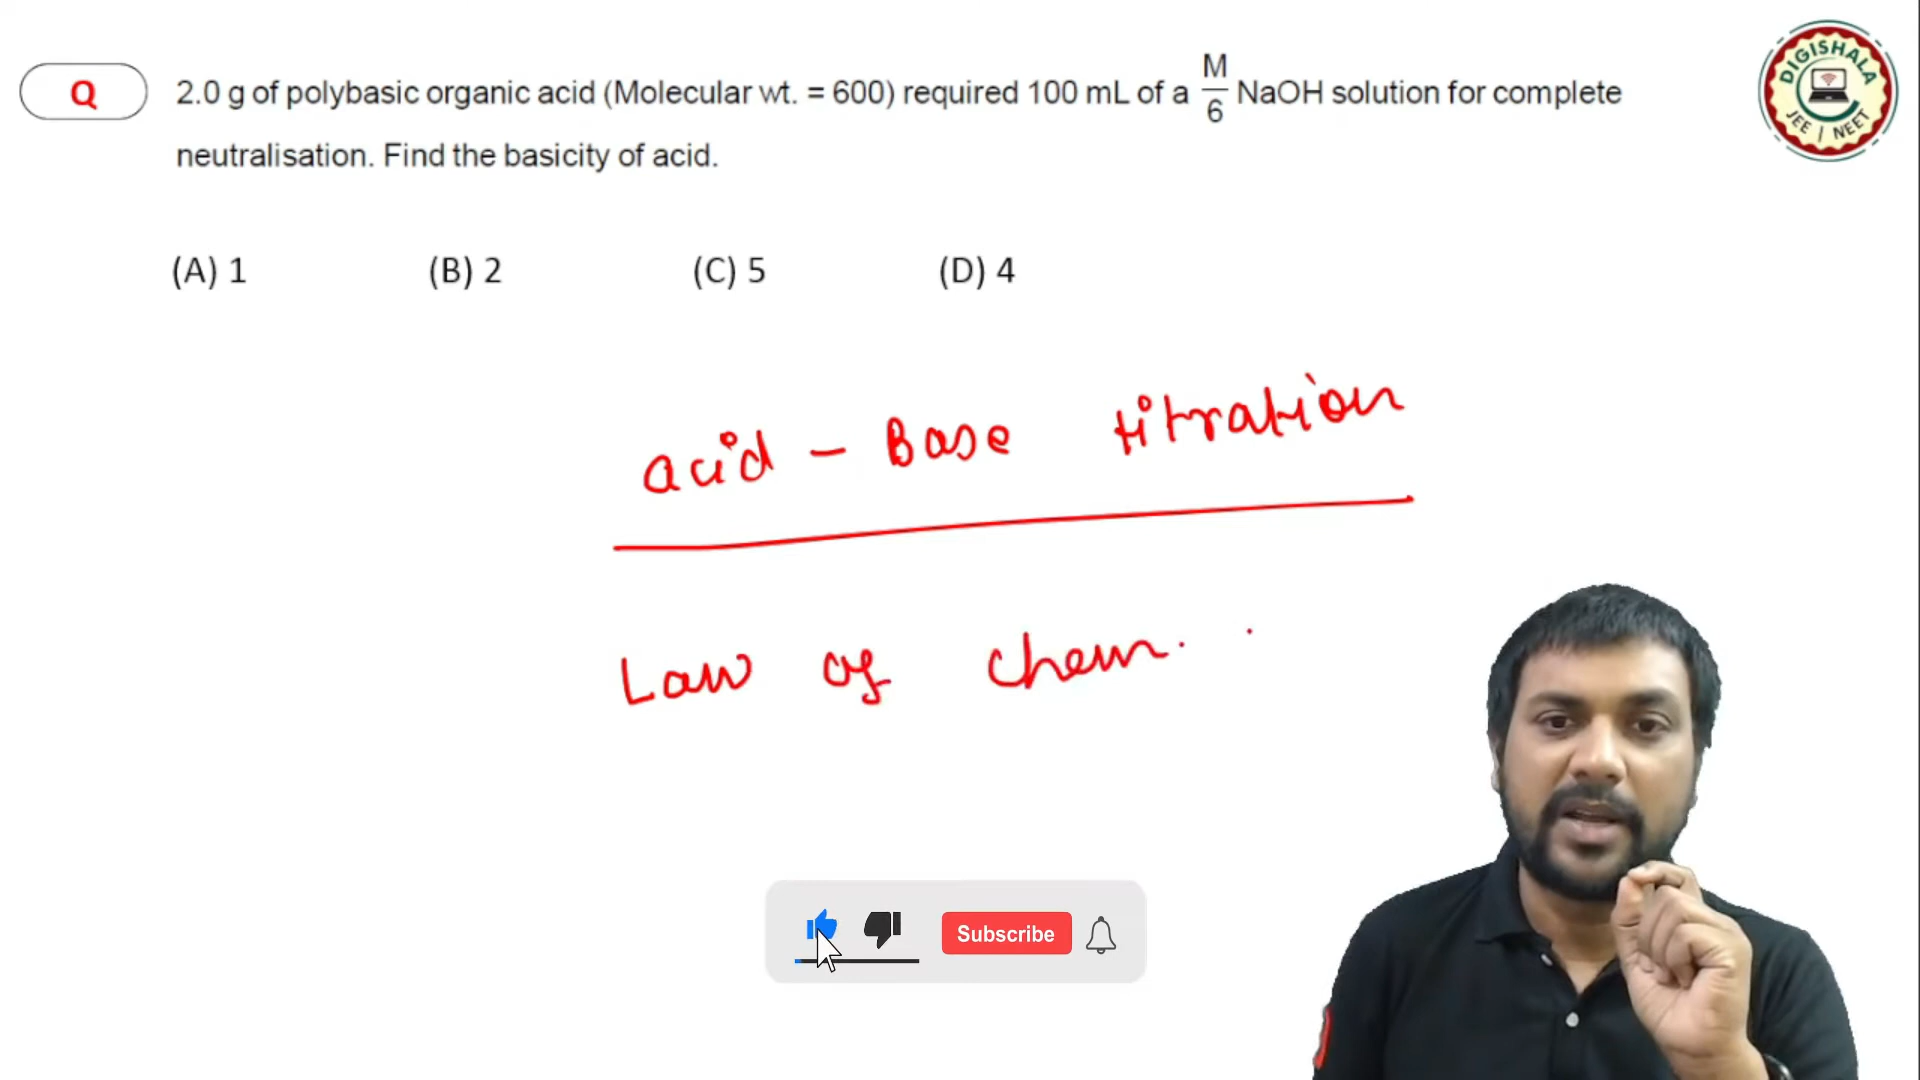 Q
2.0 g of polybasic organic acid (Molecular wt. = 600) required 100 mL of a M/6 NaOH solution for complete
neutralisation. Find the basicity of acid.
(A) 1 (B) 2 (C) 5 (D) 4
acid - Base titration
Law of chem.
DIGISHALA
JEE | NEET
Subscribe